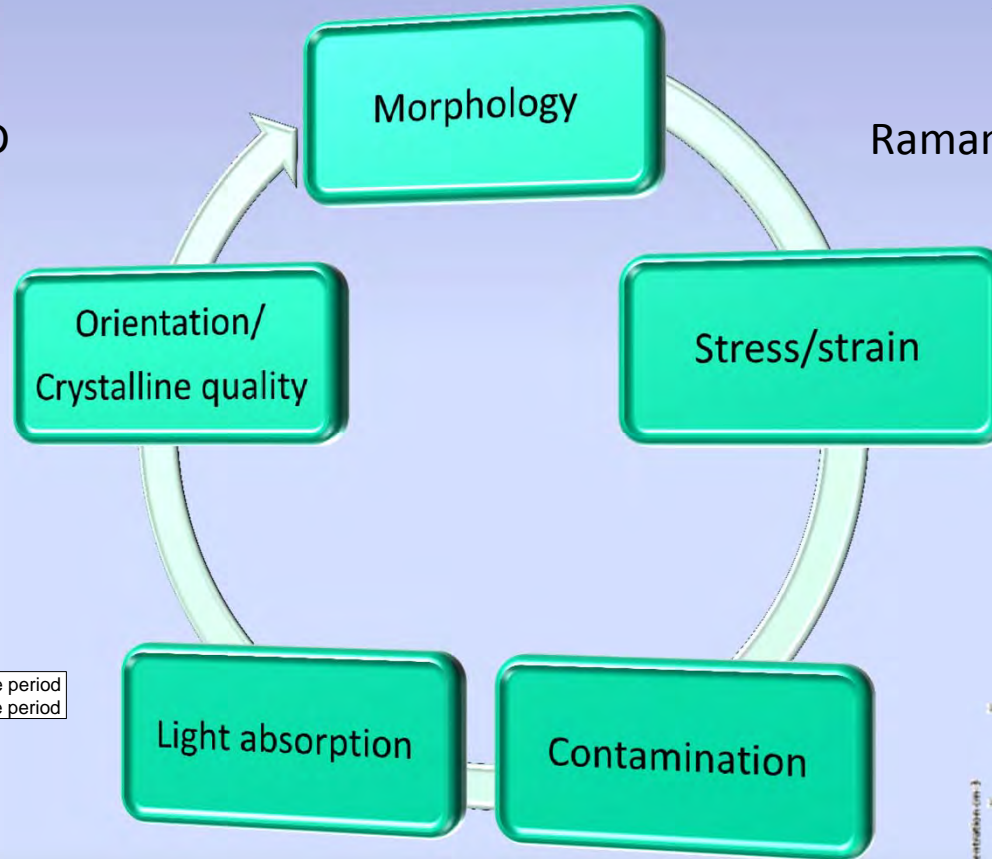 Morphology
Raman
Orientation/
Crystalline quality
Stress/strain
e period
e period
Light absorption
Contamination